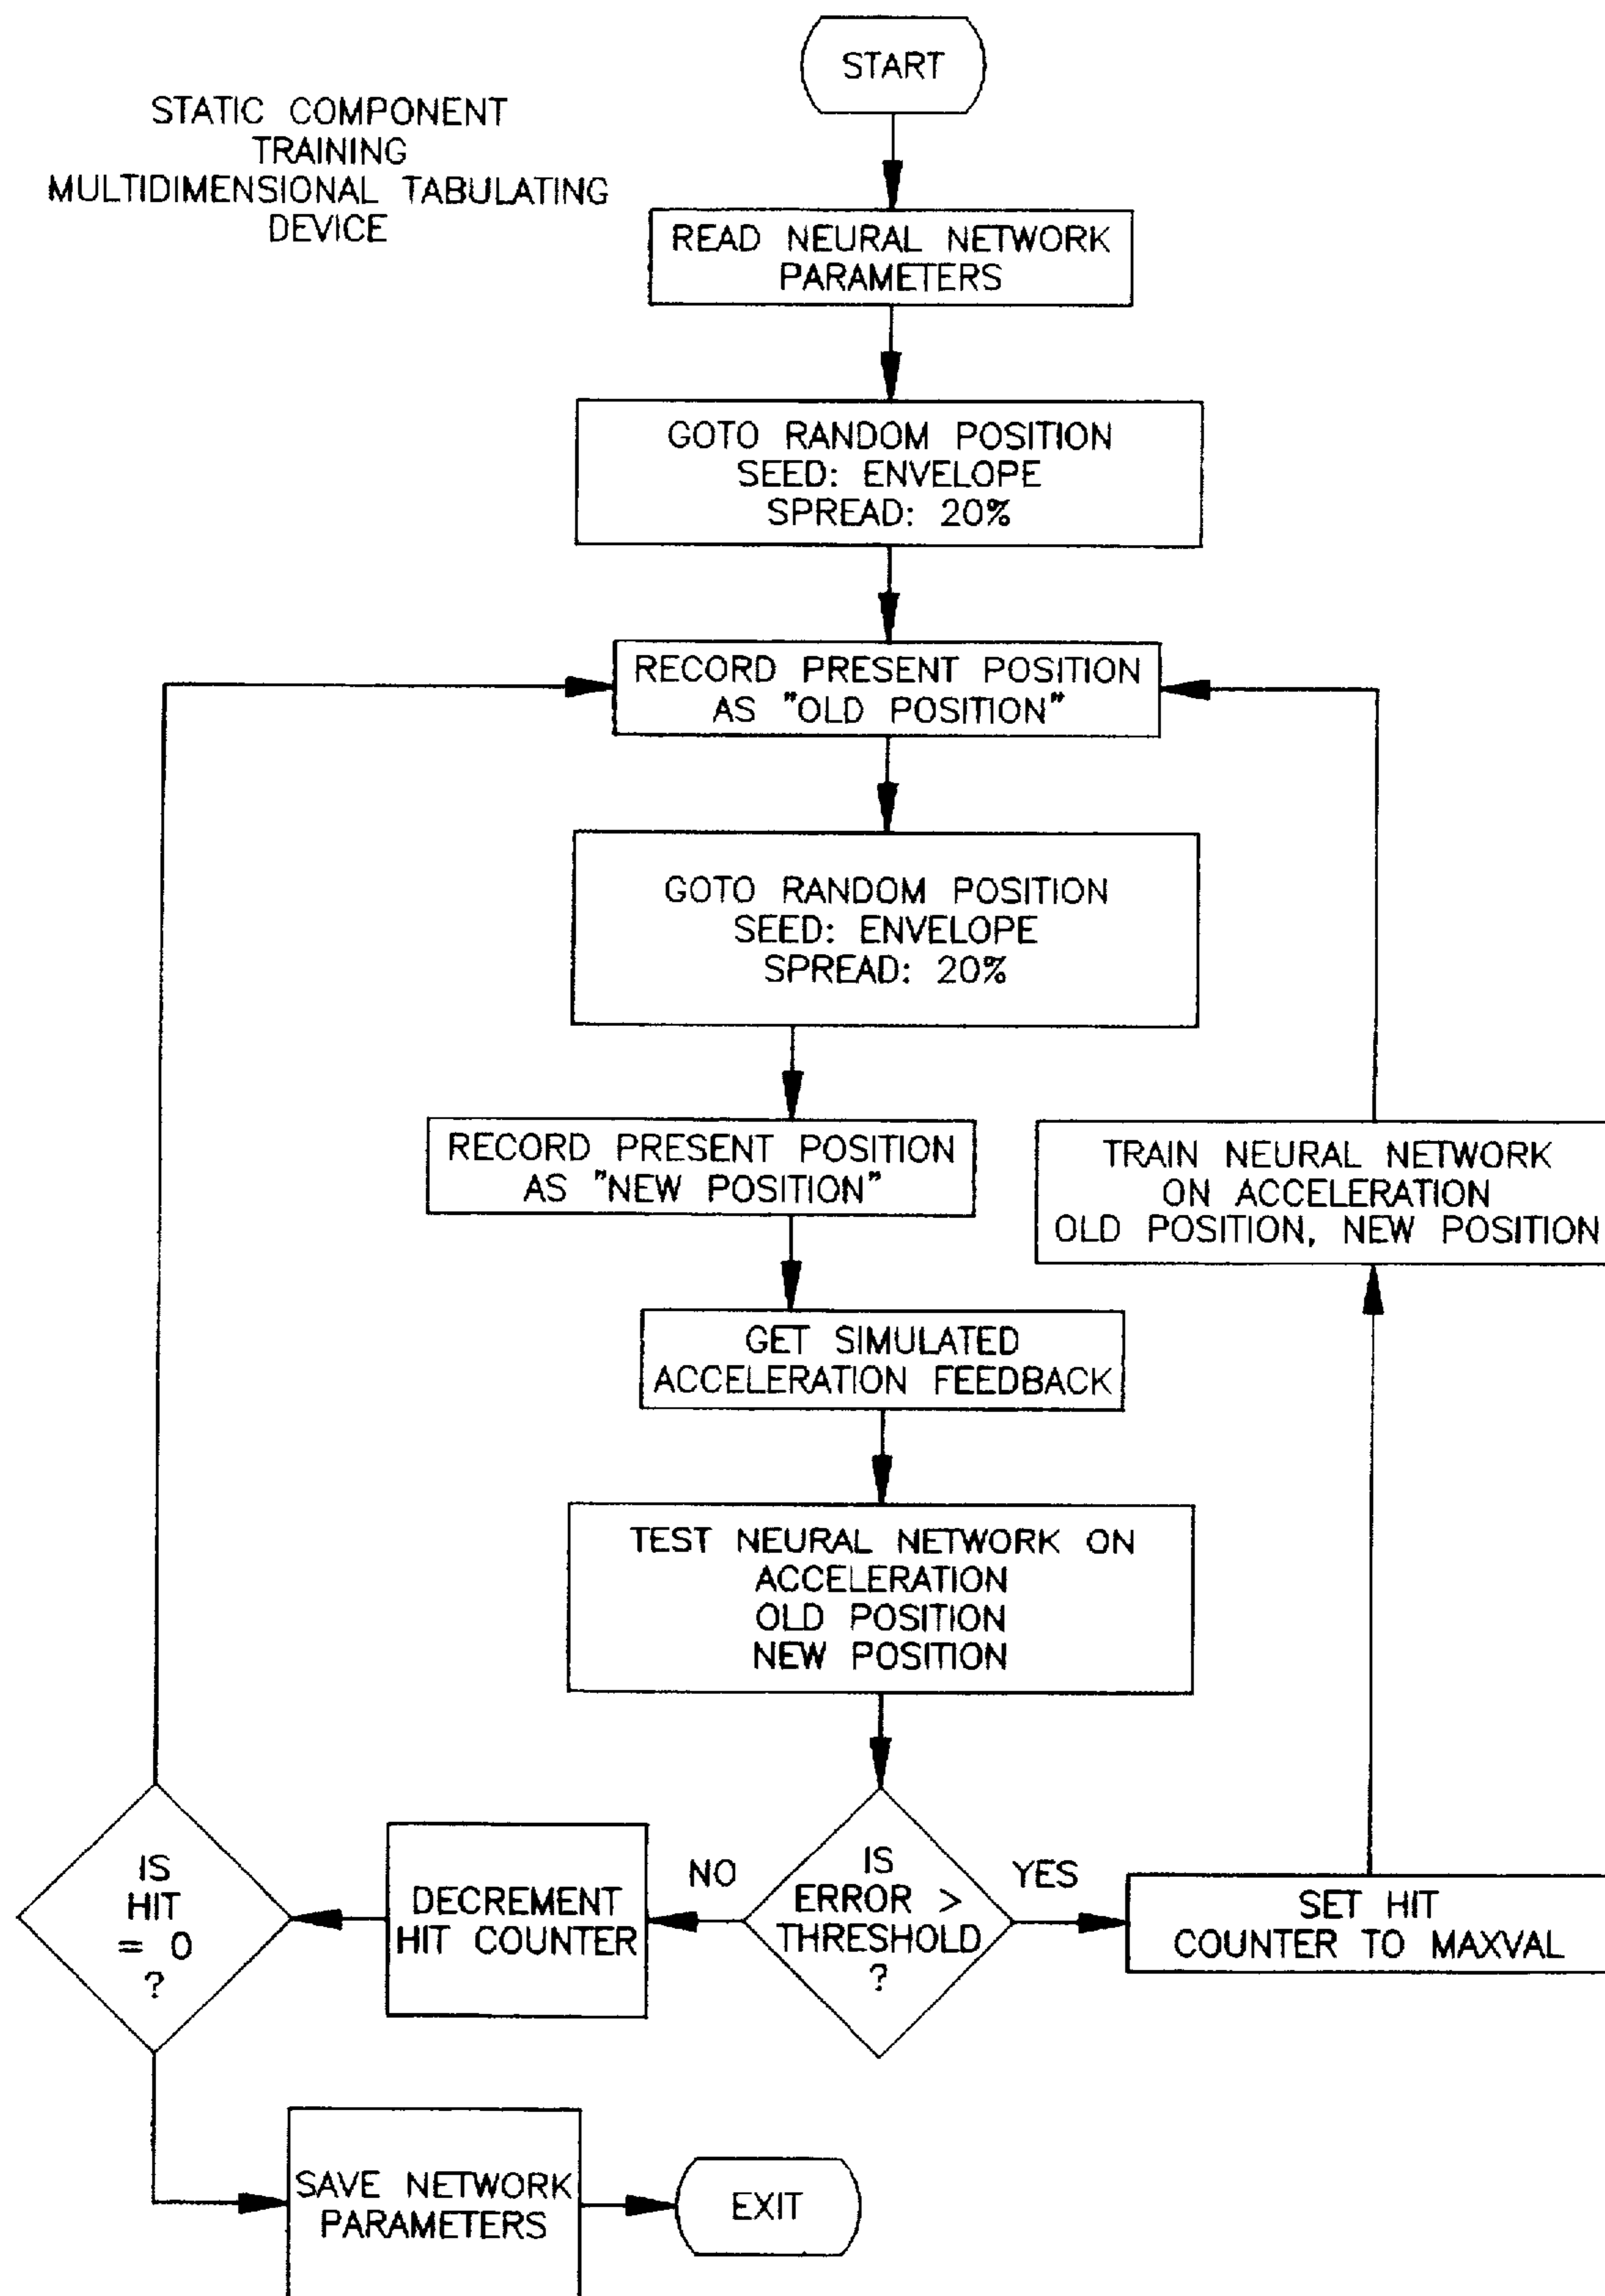 START
STATIC COMPONENT
TRAINING
MULTIDIMENSIONAL TABULATING
DEVICE
READ NEURAL NETWORK
PARAMETERS
GOTO RANDOM POSITION
SEED: ENVELOPE
SPREAD: 20%
RECORD PRESENT POSITION
AS "OLD POSITION"
GOTO RANDOM POSITION
SEED: ENVELOPE
SPREAD: 20%
RECORD PRESENT POSITION
AS "NEW POSITION"
TRAIN NEURAL NETWORK
ON ACCELERATION
OLD POSITION, NEW POSITION
GET SIMULATED
ACCELERATION FEEDBACK
TEST NEURAL NETWORK ON
ACCELERATION
OLD POSITION
NEW POSITION
IS
HIT
= 0
?
DECREMENT
HIT COUNTER
NO
IS
ERROR >
THRESHOLD
?
YES
SET HIT
COUNTER TO MAXVAL
SAVE NETWORK
PARAMETERS
EXIT